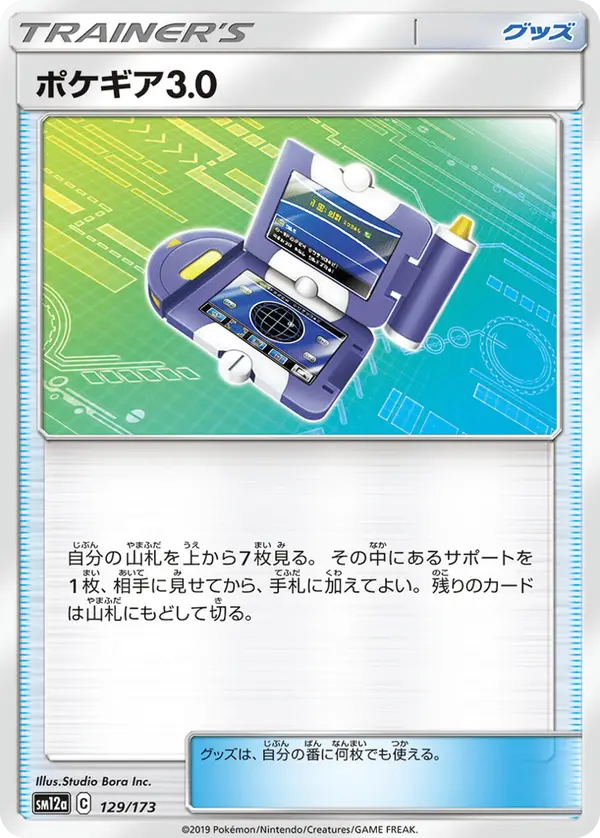 TRAINER'S
グッズ
ポケギア3.0
自分の山札を上から7枚見る。その中にあるサポートを
1枚、相手に見せてから、手札に加えてよい。残りのカード
は山札にもどして切る。
グッズは、自分の番に何枚でも使える。
Illus.Studio Bora Inc.
SM12a C 129/173
©2019 Pokémon/Nintendo/Creatures/GAME FREAK.